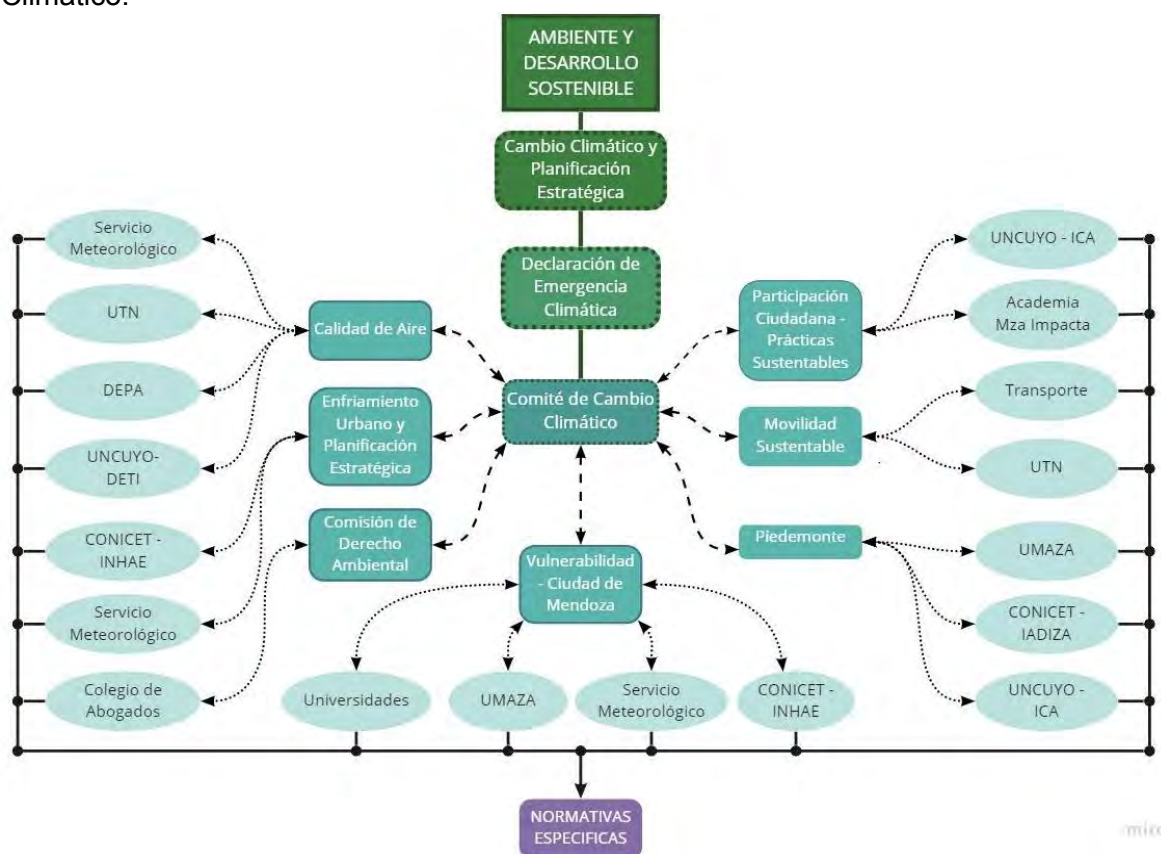 Climático.
AMBIENTE Y
DESARROLLO
SOSTENIBLE
Cambio Climático y
Planificación
Estratégica
Declaración de
Emergencia
Climática
Comité de Cambio
Climático
Servicio
Meteorológico
UTN
DEPA
UNCUYO-
DETI
CONICET -
INHAE
Servicio
Meteorológico
Colegio de
Abogados
Calidad de Aire
Enfriamiento
Urbano y
Planificación
Estratégica
Comisión de
Derecho
Ambiental
Vulnerabilidad
- Ciudad de
Mendoza
Universidades
UMAZA
Servicio
Meteorológico
CONICET -
INHAE
Participación
Ciudadana -
Prácticas
Sustentables
Movilidad
Sustentable
Piedemonte
UNCUYO - ICA
Academia
Mza Impacta
Transporte
UTN
UMAZA
CONICET -
IADIZA
UNCUYO -
ICA
NORMATIVAS
ESPECIFICAS